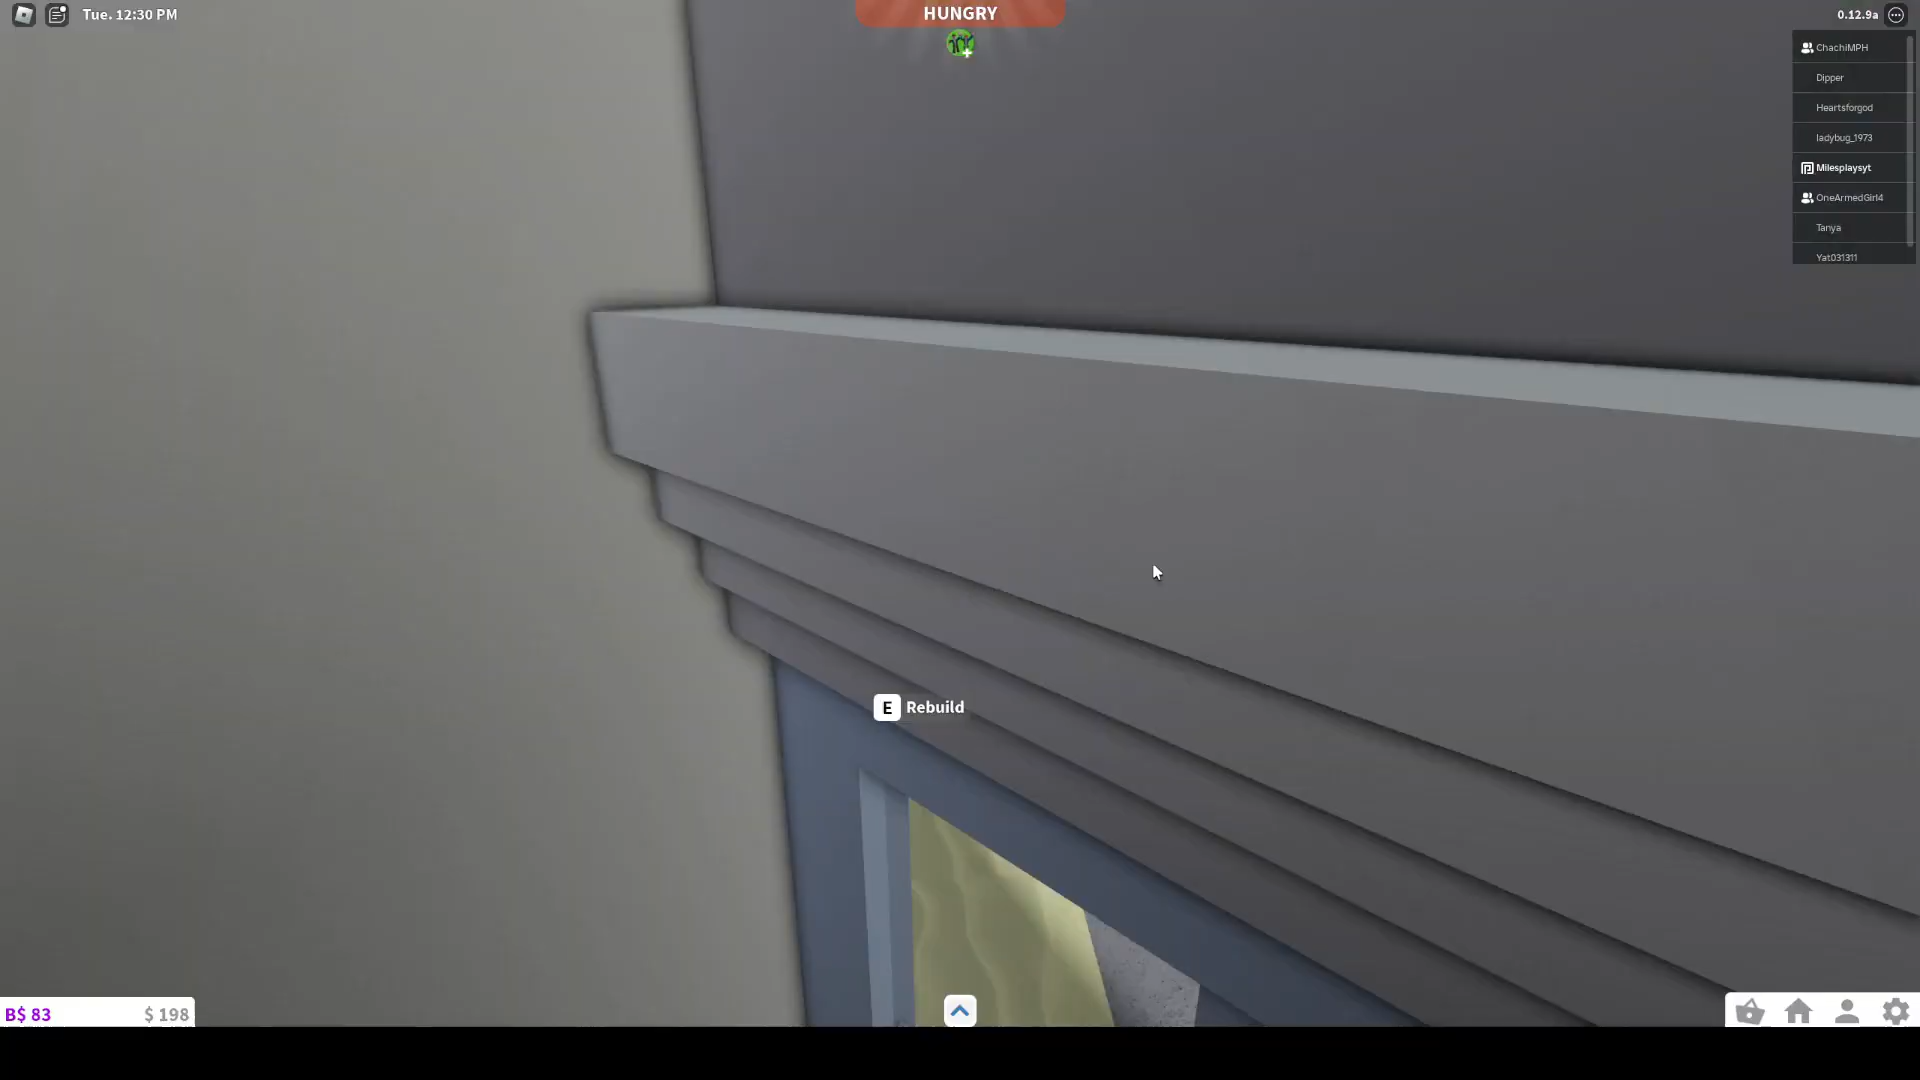 Tue. 12:30 PM
HUNGRY
0.12.9a
ChachiMPH
Dipper
Heartsforgod
ladybug_1973
Milesplaysyt
OneArmedGirl4
Tanya
Yat031311
E Rebuild
B$ 83
$ 198